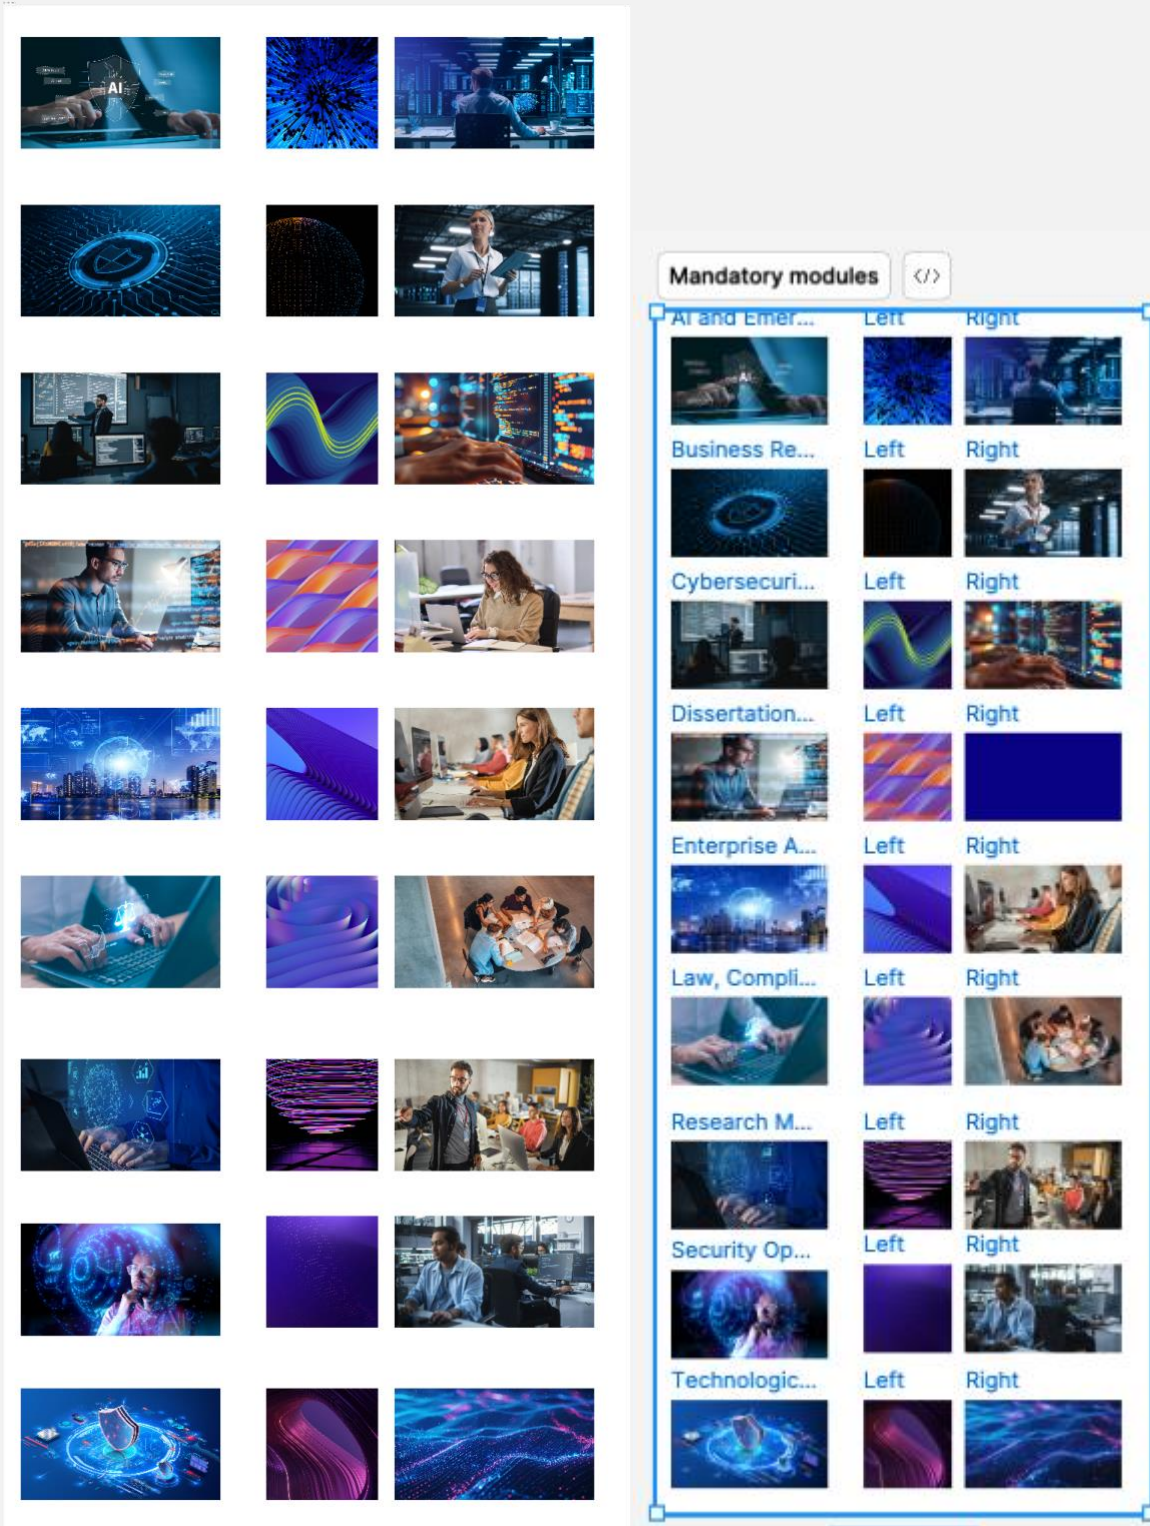 AI
Mandatory modules
</>
AI and Emer... Left Right
Business Re... Left Right
Cybersecuri... Left Right
Dissertation... Left Right
Enterprise A... Left Right
Law, Compli... Left Right
Research M... Left Right
Security Op... Left Right
Technologic... Left Right